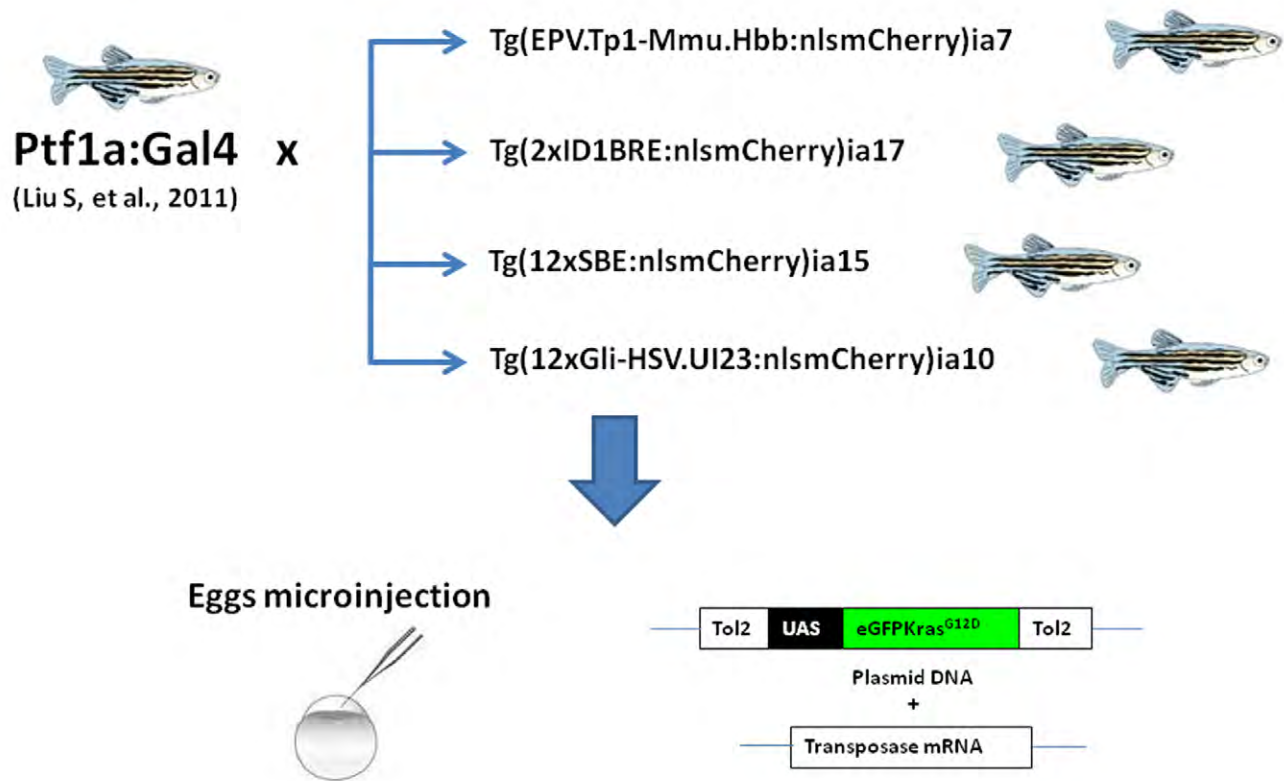 Tg(EPV.Tp1-Mmu.Hbb:nlsmCherry)ia7
Ptf1a:Gal4 x
(Liu S, et al., 2011)
Tg(2xID1BRE:nlsmCherry)ia17
Tg(12xSBE:nlsmCherry)ia15
Tg(12xGli-HSV.UI23:nlsmCherry)ia10
Eggs microinjection
Tol2 UAS eGFPKrasG12D Tol2
Plasmid DNA
+
Transposase mRNA